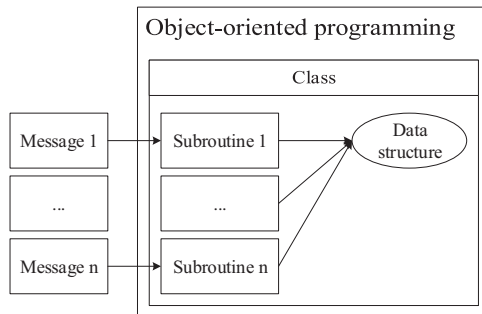 Object-oriented programming
Class
Message 1
Subroutine 1
Data
structure
...
...
Message n
Subroutine n